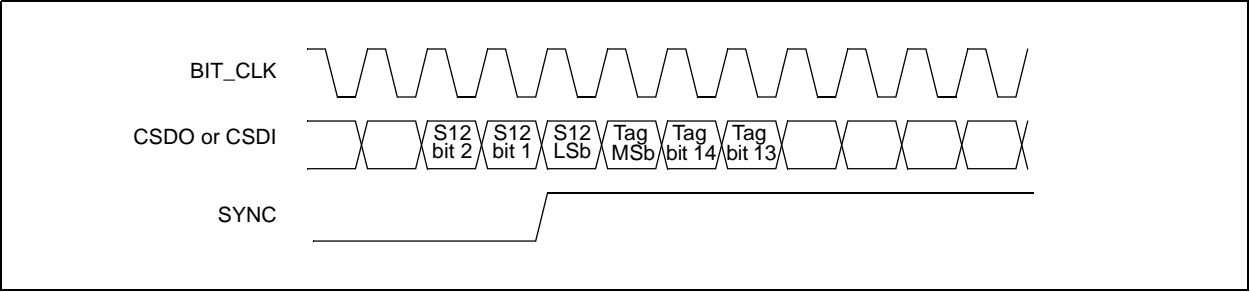 BIT_CLK
CSDO or CSDI
S12 bit 2
S12 bit 1
S12 LSb
Tag MSb
Tag bit 14
Tag bit 13
SYNC